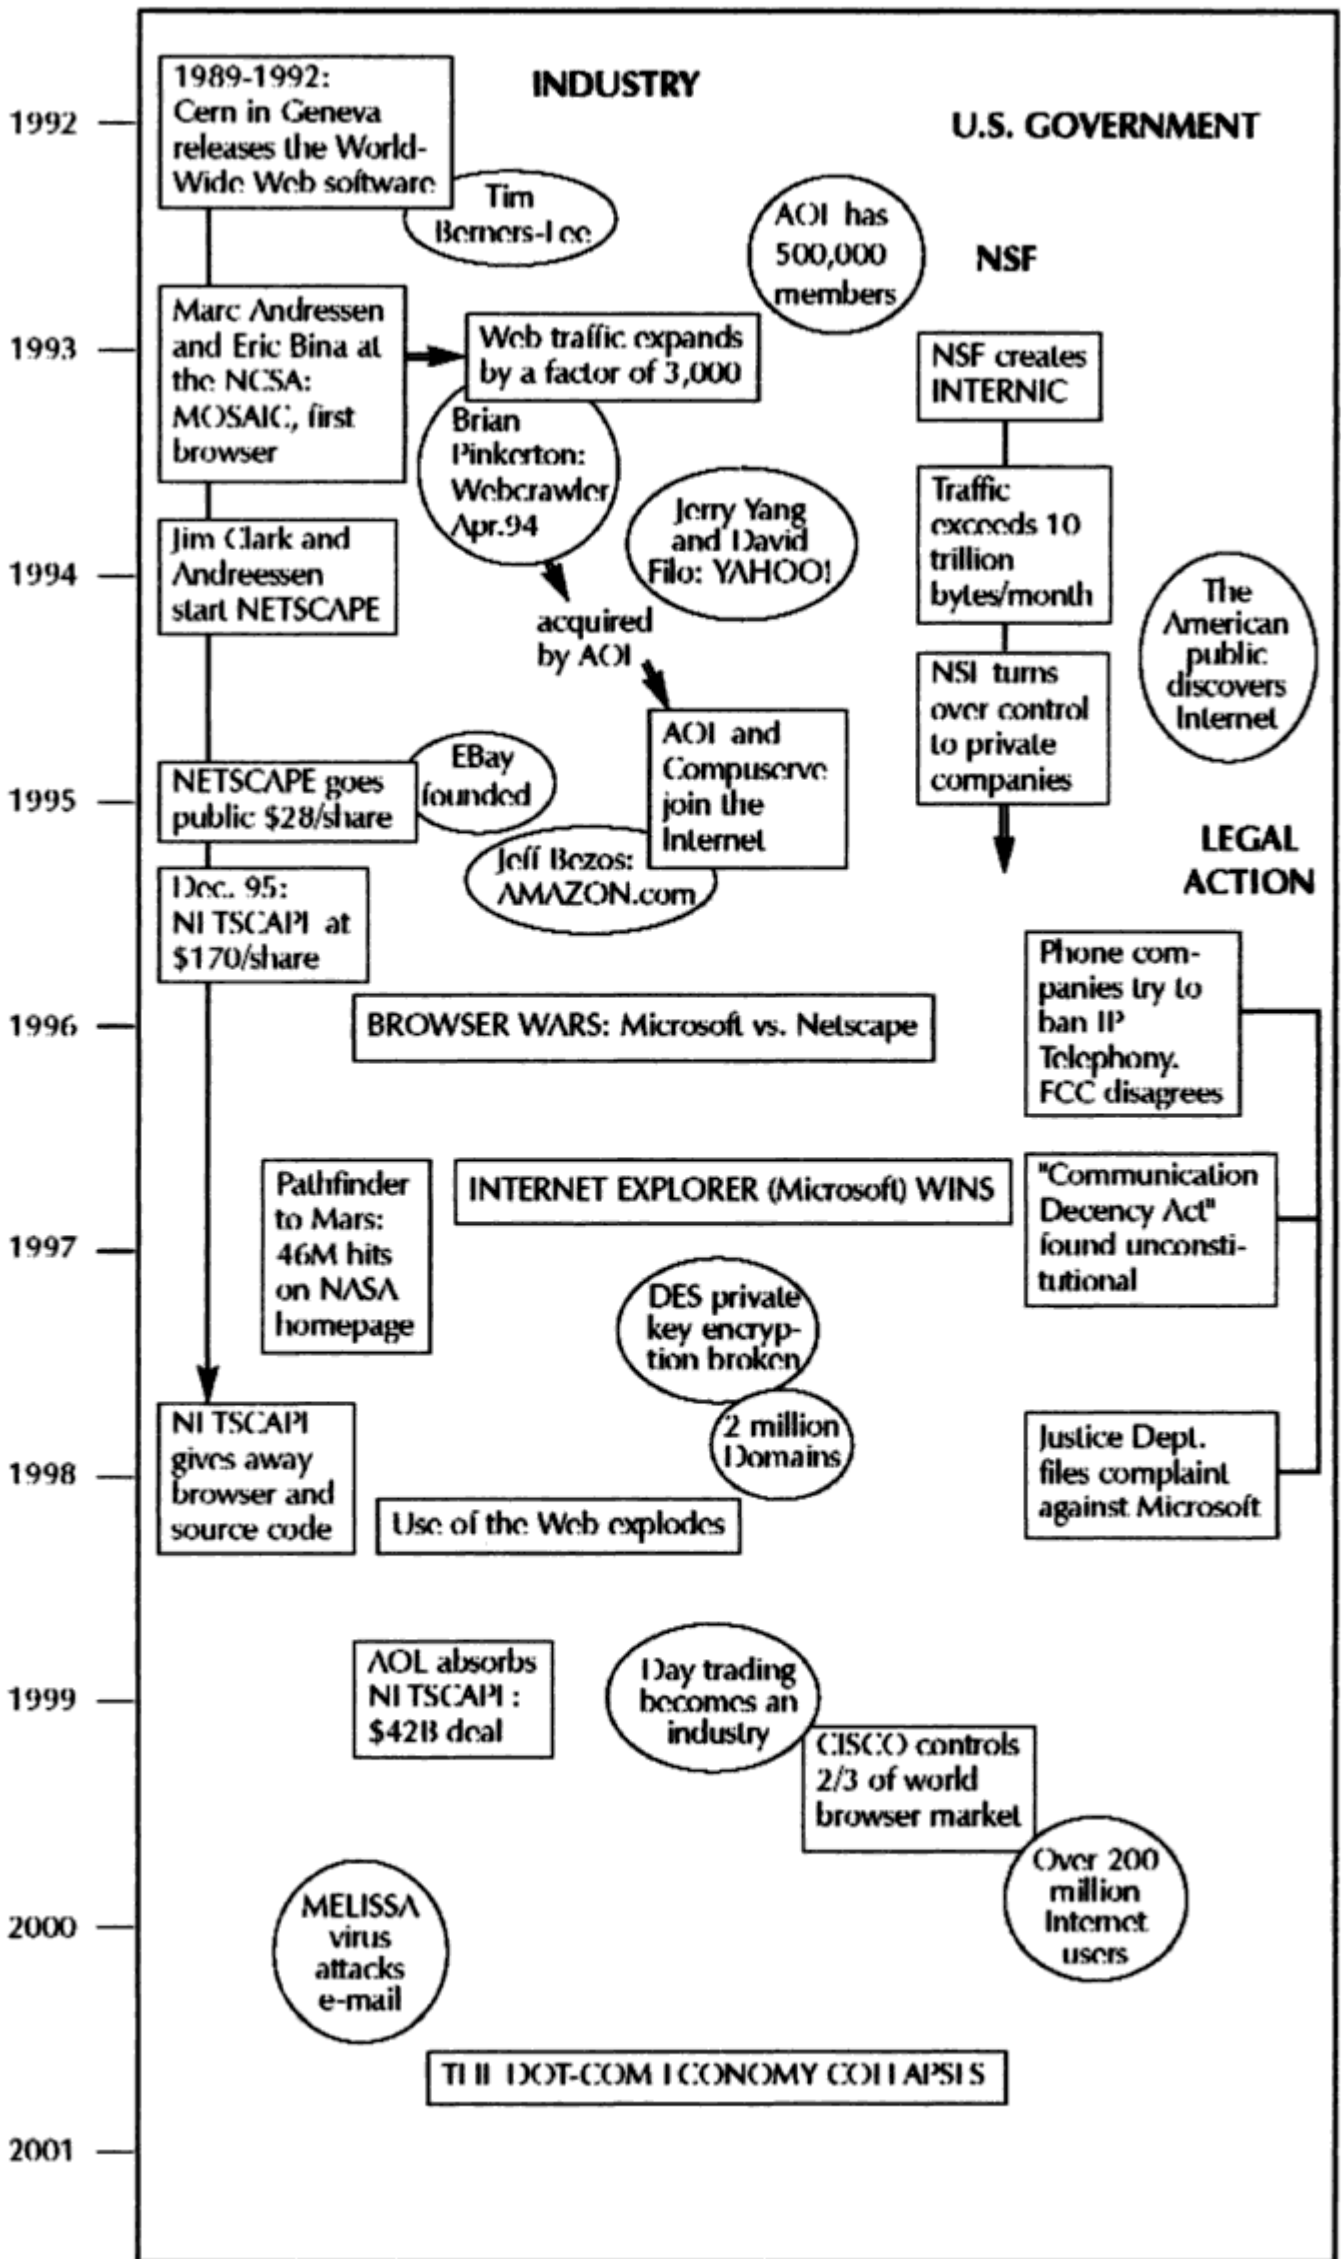 INDUSTRY
U.S. GOVERNMENT
1992
1989-1992:
Cern in Geneva
releases the World-
Wide Web software
Tim
Berners-Lee
AOL has
500,000
members
NSF
1993
Marc Andressen
and Eric Bina at
the NCSA:
MOSAIC, first
browser
Web traffic expands
by a factor of 3,000
NSF creates
INTERNIC
Brian
Pinkerton:
Webcrawler
Apr.94
Jerry Yang
and David
Filo: YAHOO!
Traffic
exceeds 10
trillion
bytes/month
1994
Jim Clark and
Andreessen
start NETSCAPE
acquired
by AOL
The
American
public
discovers
Internet
NSF turns
over control
to private
companies
AOL and
Compuserve
join the
Internet
EBay
founded
1995
NETSCAPE goes
public $28/share
Jeff Bezos:
AMAZON.com
LEGAL
ACTION
Dec. 95:
NETSCAPE at
$170/share
Phone com-
panies try to
ban IP
Telephony.
FCC disagrees
1996
BROWSER WARS: Microsoft vs. Netscape
Pathfinder
to Mars:
46M hits
on NASA
homepage
INTERNET EXPLORER (Microsoft) WINS
"Communication
Decency Act"
found unconsti-
tutional
1997
DES private
key encryp-
tion broken
2 million
Domains
NETSCAPE
gives away
browser and
source code
Justice Dept.
files complaint
against Microsoft
1998
Use of the Web explodes
AOL absorbs
NETSCAPE:
$42B deal
Day trading
becomes an
industry
1999
CISCO controls
2/3 of world
browser market
Over 200
million
Internet
users
MELISSA
virus
attacks
e-mail
2000
THE DOT-COM ECONOMY COLLAPSES
2001